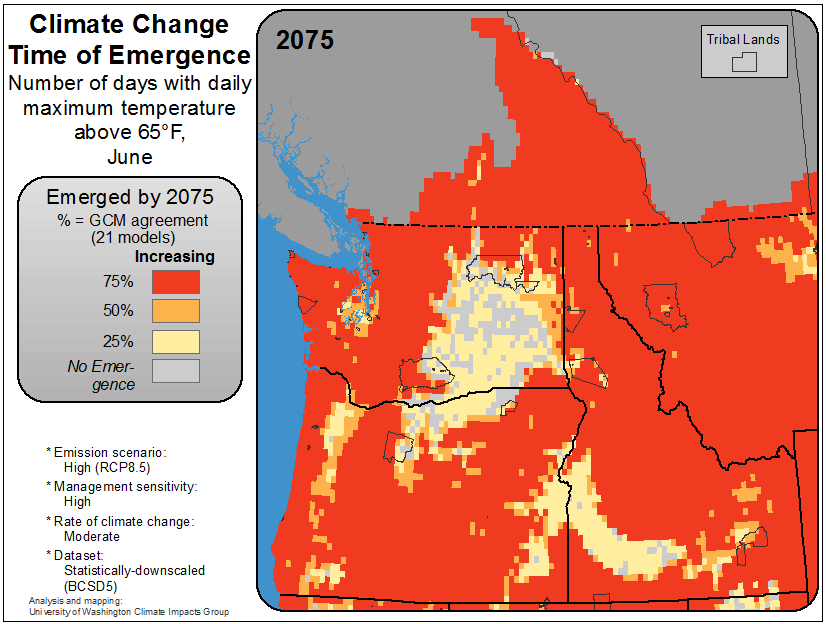 Climate Change
Time of Emergence
Number of days with daily
maximum temperature
above 65°F,
June
Emerged by 2075
% = GCM agreement
(21 models)
Increasing
75%
50%
25%
No Emer-
gence
* Emission scenario:
High (RCP8.5)
* Management sensitivity:
High
* Rate of climate change:
Moderate
* Dataset:
Statistically-downscaled
(BCSD5)
Analysis and mapping:
University of Washington Climate Impacts Group
2075
Tribal Lands